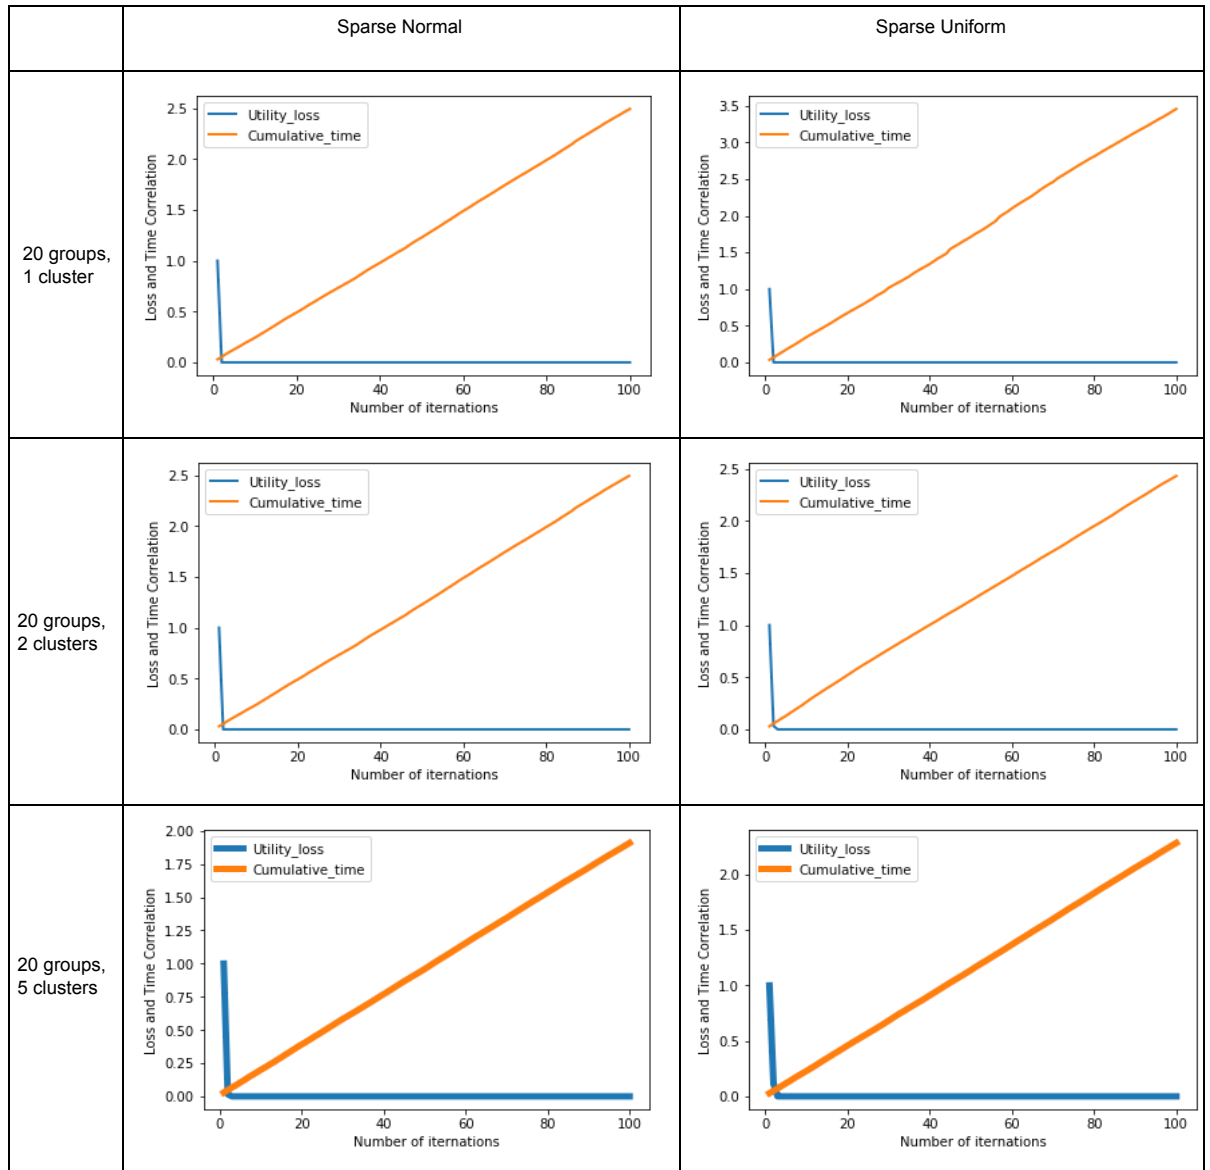 Sparse Normal
Sparse Uniform
20 groups,
1 cluster
Loss and Time Correlation
2.5
2.0
1.5
1.0
0.5
0.0
Utility_loss
Cumulative_time
0 20 40 60 80 100
Number of iternations
Loss and Time Correlation
3.5
3.0
2.5
2.0
1.5
1.0
0.5
0.0
Utility_loss
Cumulative_time
0 20 40 60 80 100
Number of iternations
20 groups,
2 clusters
Loss and Time Correlation
2.5
2.0
1.5
1.0
0.5
0.0
Utility_loss
Cumulative_time
0 20 40 60 80 100
Number of iternations
Loss and Time Correlation
2.5
2.0
1.5
1.0
0.5
0.0
Utility_loss
Cumulative_time
0 20 40 60 80 100
Number of iternations
20 groups,
5 clusters
Loss and Time Correlation
2.00
1.75
1.50
1.25
1.00
0.75
0.50
0.25
0.00
Utility_loss
Cumulative_time
0 20 40 60 80 100
Number of iternations
Loss and Time Correlation
2.0
1.5
1.0
0.5
0.0
Utility_loss
Cumulative_time
0 20 40 60 80 100
Number of iternations